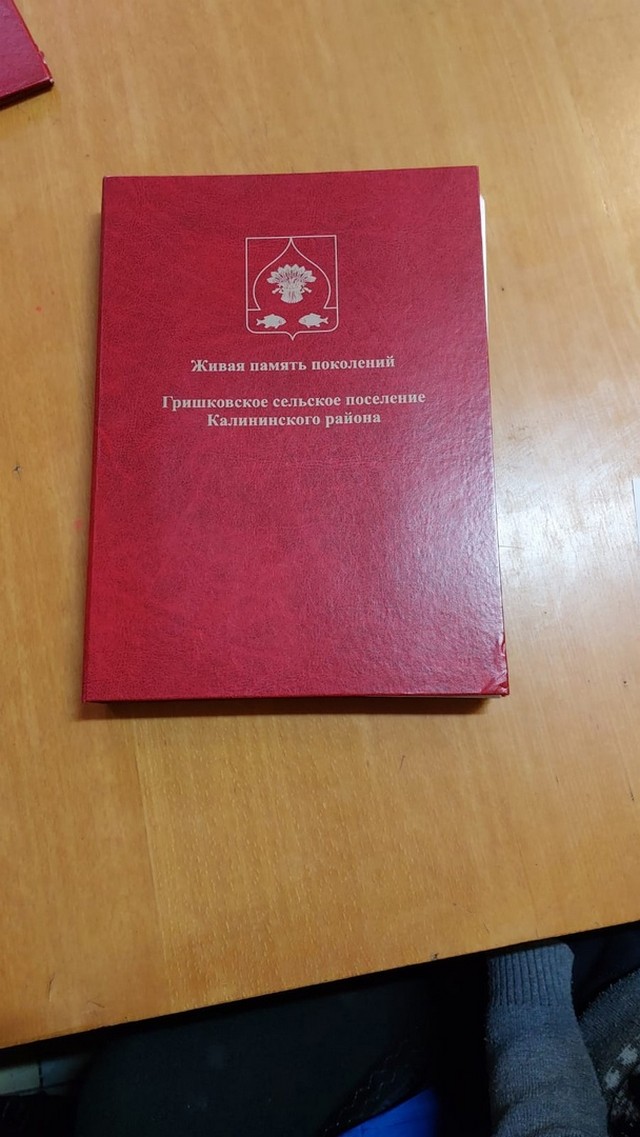 Живая память поколений
Гришковское сельское поселение
Калининского района